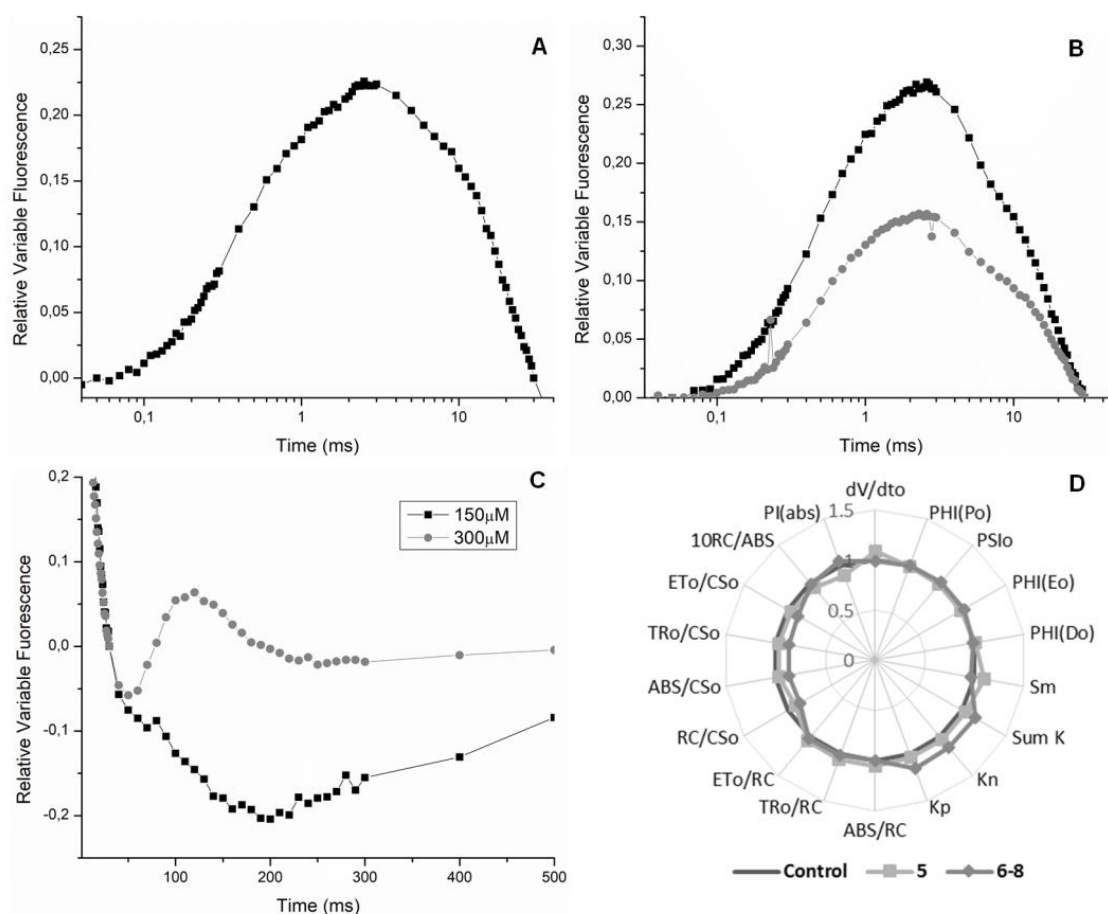 A
0,25
0,20
0,15
0,10
0,05
0,00
Relative Variable Fluorescence
0,1 1 10
Time (ms)
B
0,30
0,25
0,20
0,15
0,10
0,05
0,00
Relative Variable Fluorescence
0,1 1 10
Time (ms)
C
0,2
0,1
0,0
-0,1
-0,2
Relative Variable Fluorescence
150µM
300µM
100 200 300 400 500
Time (ms)
D
dV/dto
PHI(Po)
PSIo
PHI(Eo)
PHI(Do)
Sm
Sum K
Kn
Kp
ABS/RC
TRo/RC
ETo/RC
RC/CSo
ABS/CSo
TRo/CSo
ETo/CSo
10RC/ABS
PI(abs)
1.5
1
0.5
0
Control 5 6-8